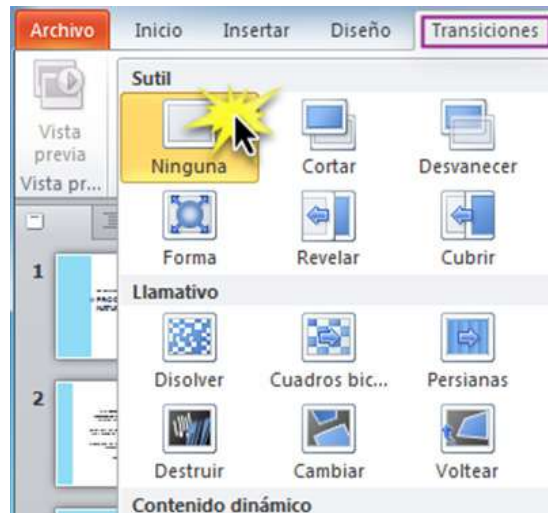 Archivo Inicio Insertar Diseño Transiciones
Vista
previa
Vista pr...
Sutil
Ninguna Cortar Desvanecer
Forma Revelar Cubrir
Llamativo
Disolver Cuadros bic... Persianas
Destruir Cambiar Voltear
Contenido dinámico
1
2